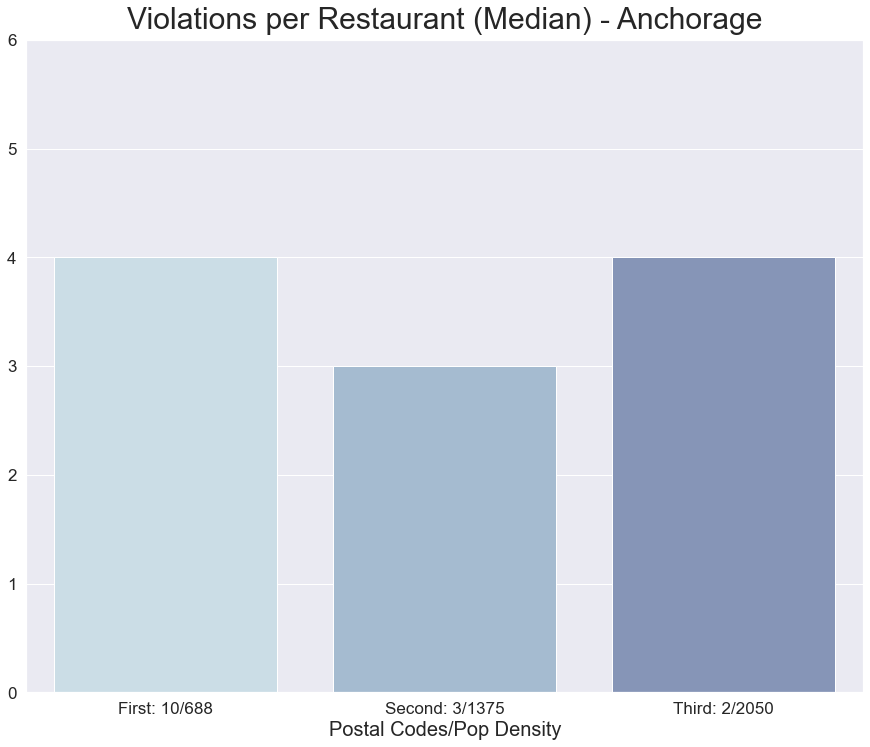 Violations per Restaurant (Median) - Anchorage
6
5
4
3
2
1
0
First: 10/688
Second: 3/1375
Third: 2/2050
Postal Codes/Pop Density